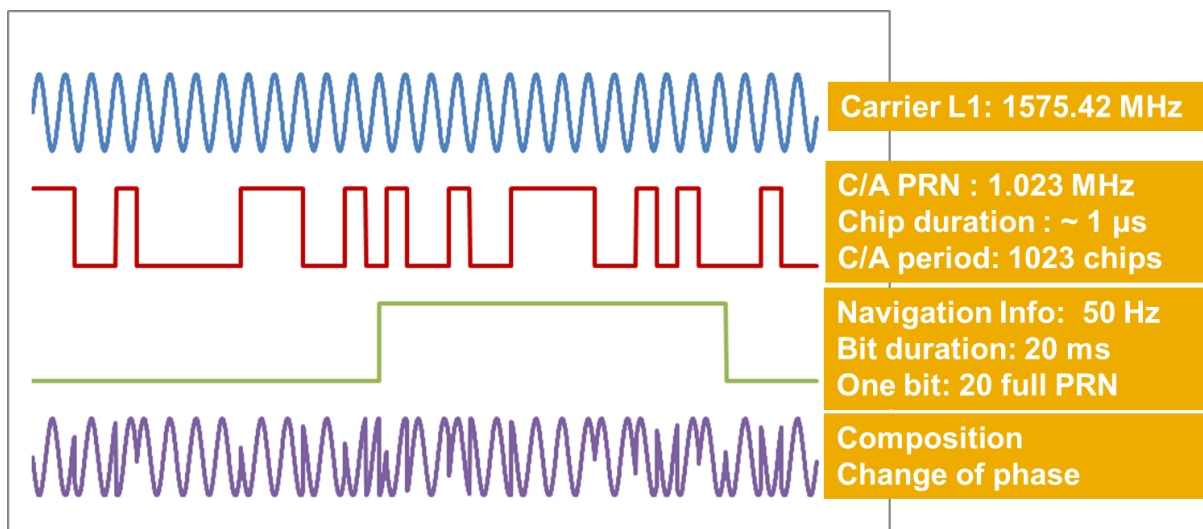 Carrier L1: 1575.42 MHz
C/A PRN : 1.023 MHz
Chip duration : ~ 1 µs
C/A period: 1023 chips
Navigation Info:  50 Hz
Bit duration: 20 ms
One bit: 20 full PRN
Composition
Change of phase